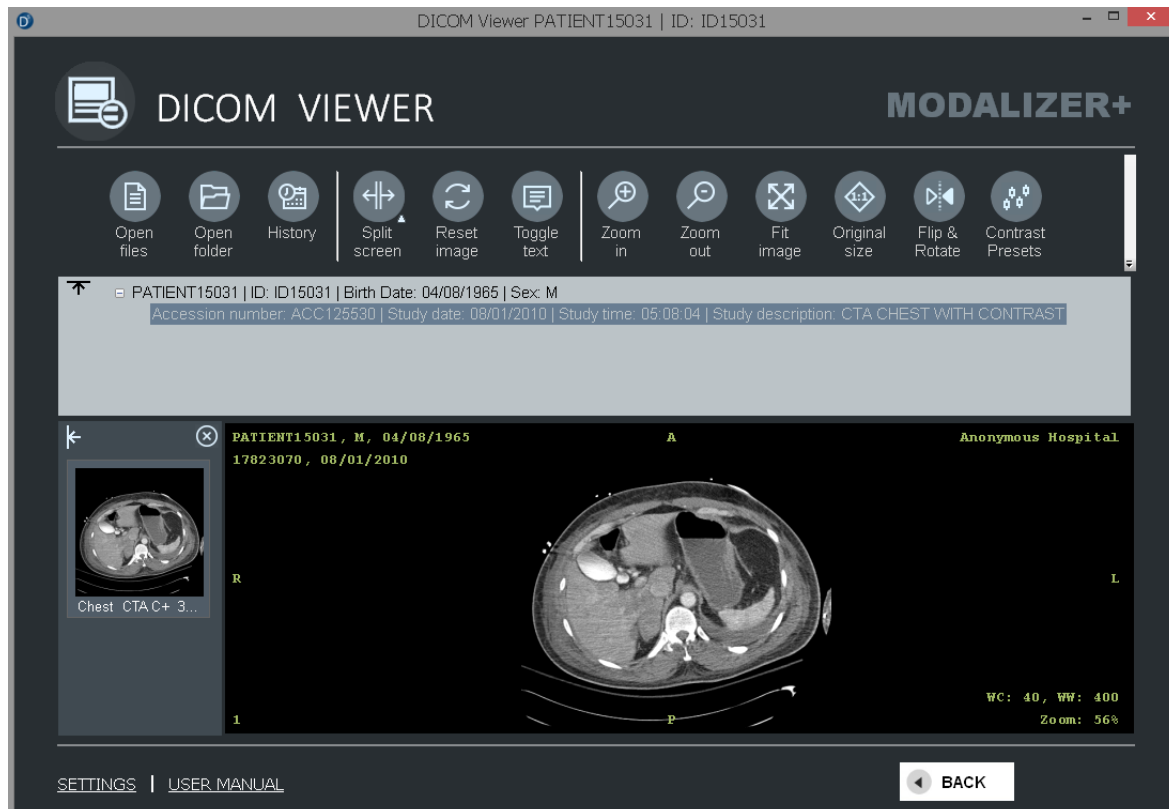 DICOM Viewer PATIENT15031 | ID: ID15031
DICOM VIEWER
MODALIZER+
Open files
Open folder
History
Split screen
Reset image
Toggle text
Zoom in
Zoom out
Fit image
1:1
Original size
Flip & Rotate
Contrast Presets
PATIENT15031 | ID: ID15031 | Birth Date: 04/08/1965 | Sex: M
Accession number: ACC125530 | Study date: 08/01/2010 | Study time: 05:08:04 | Study description: CTA CHEST WITH CONTRAST
Chest CTA C+ 3...
PATIENT15031, M, 04/08/1965
A
Anonymous Hospital
17823070, 08/01/2010
R
L
WC: 40, WW: 400
1
P
Zoom: 56%
SETTINGS | USER MANUAL
BACK